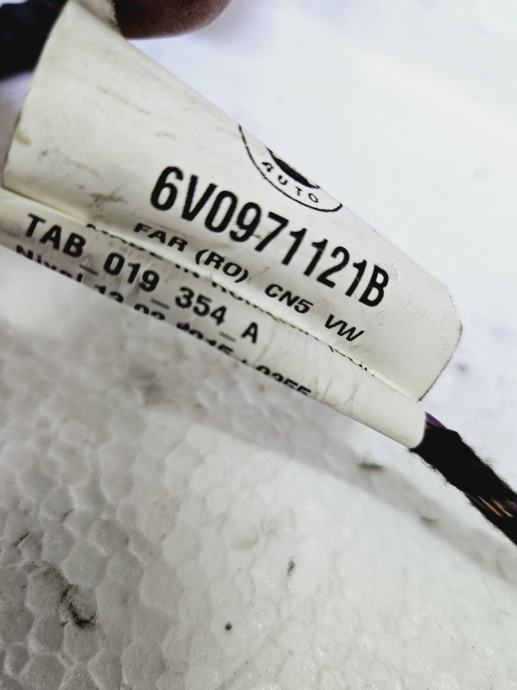 AUTO
6V0971121B
FAR (RO) CN5 VW
TAB_019_354_A